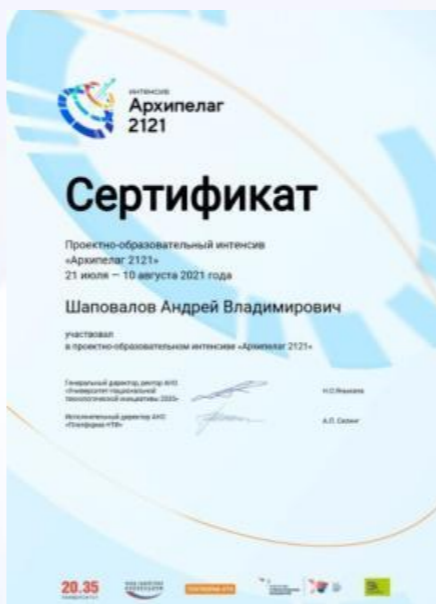 ИНТЕНСИВ
Архипелаг
2121
Сертификат
Проектно-образовательный интенсив
«Архипелаг 2121»
21 июля — 10 августа 2021 года
Шаповалов Андрей Владимирович
участвовал
в проектно-образовательном интенсиве «Архипелаг 2121»
Генеральный директор, ректор АНО
«Университет национальной
технологической инициативы 2035»
Исполнительный директор АНО
«Платформа НТИ»
20.35